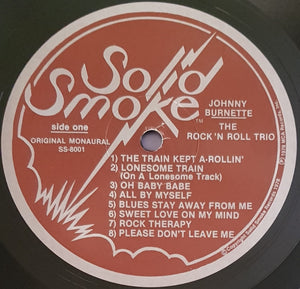 Solid
Smoke
TM
JOHNNY
BURNETTE
THE
ROCK'N ROLL TRIO
side one
ORIGINAL MONAURAL
SS-8001
1) THE TRAIN KEPT A-ROLLIN'
2) LONESOME TRAIN
(On A Lonesome Track)
3) OH BABY BABE
4) ALL BY MYSELF
5) BLUES STAY AWAY FROM ME
6) SWEET LOVE ON MY MIND
7) ROCK THERAPY
8) PLEASE DON'T LEAVE ME